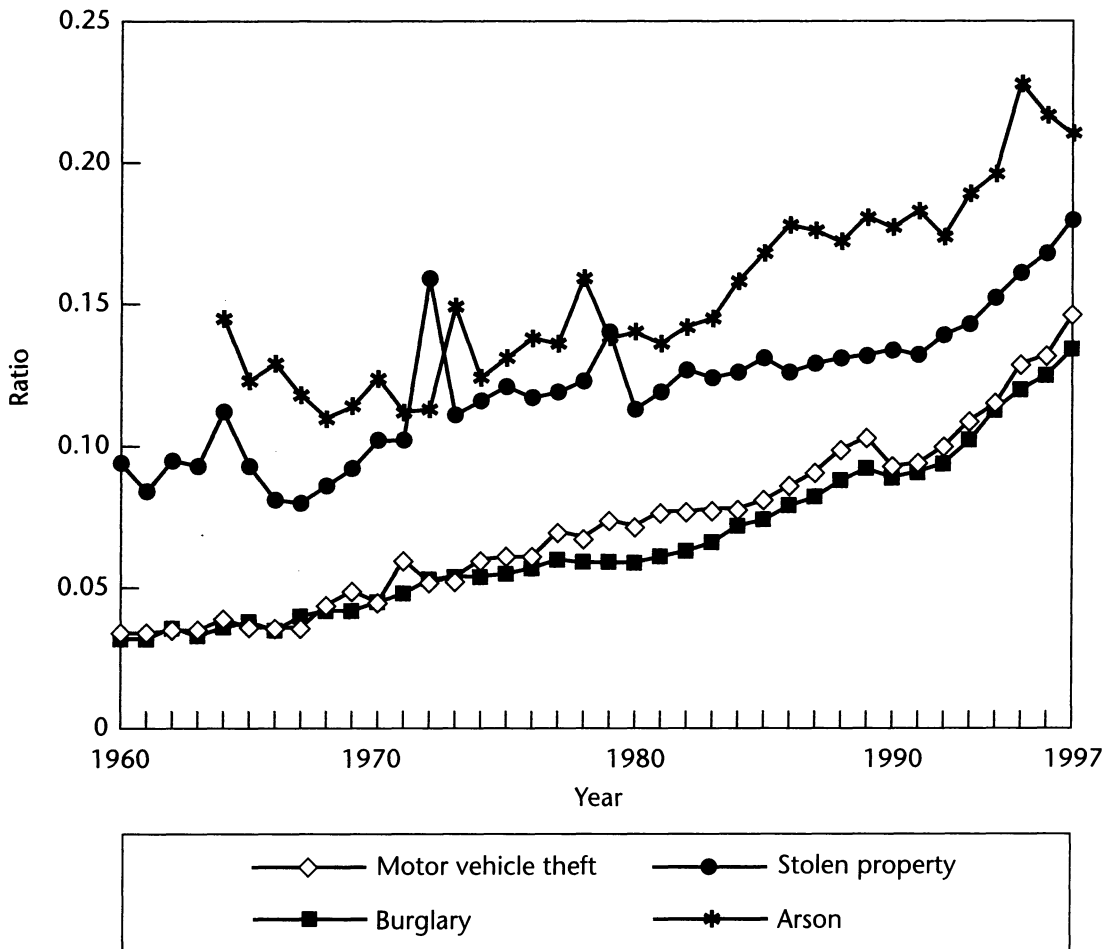 0.25
0.20
0.15
Ratio
0.10
0.05
0
1960 1970 1980 1990 1997
Year
Motor vehicle theft Stolen property
Burglary Arson